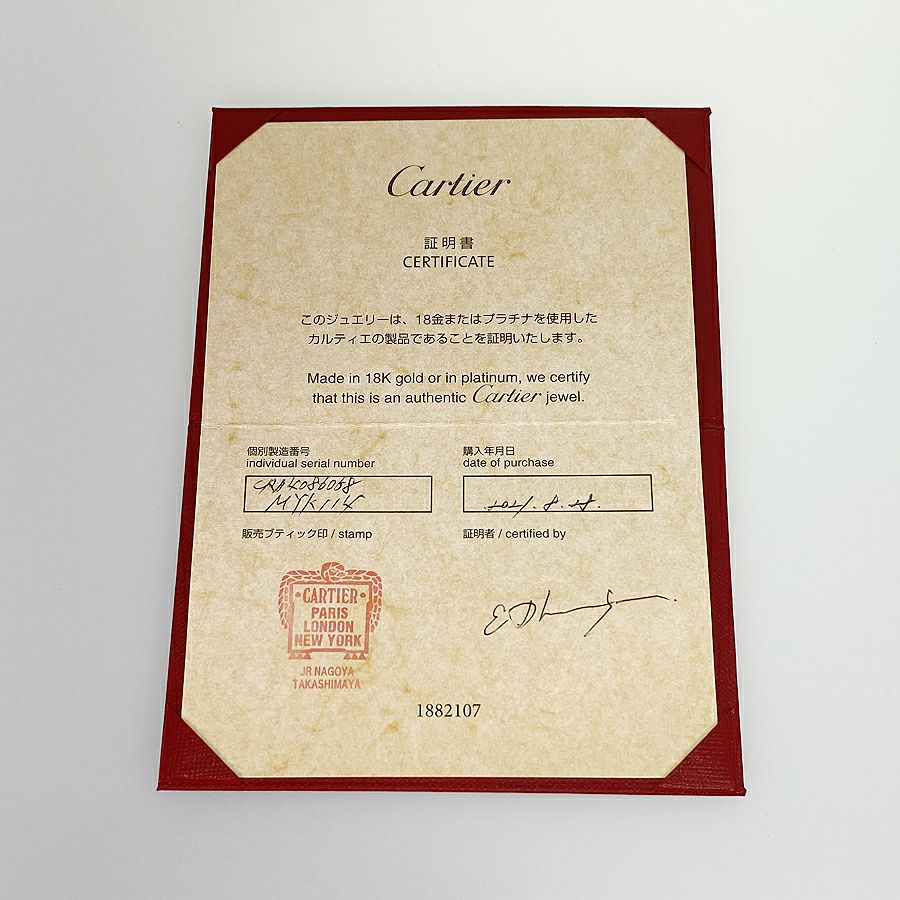 Cartier
証明書
CERTIFICATE
このジュエリーは、18金またはプラチナを使用した
カルティエの製品であることを証明いたします。
Made in 18K gold or in platinum, we certify
that this is an authentic Cartier jewel.
個別製造番号
individual serial number
CRB4086068
MYK114
購入年月日
date of purchase
2021.8.28.
販売ブティック印 / stamp
証明者 / certified by
CARTIER
PARIS
LONDON
NEW YORK
JR NAGOYA
TAKASHIMAYA
1882107